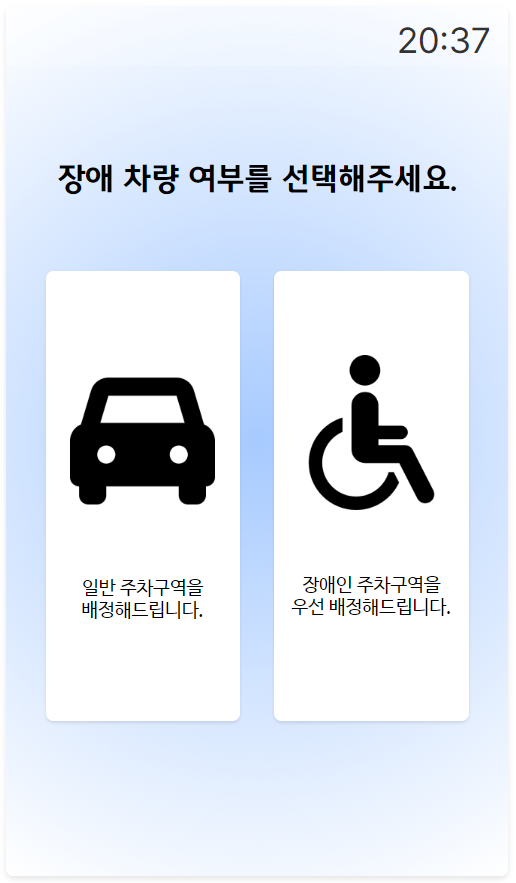 20:37
장애 차량 여부를 선택해주세요.
일반 주차구역을
배정해드립니다.
장애인 주차구역을
우선 배정해드립니다.